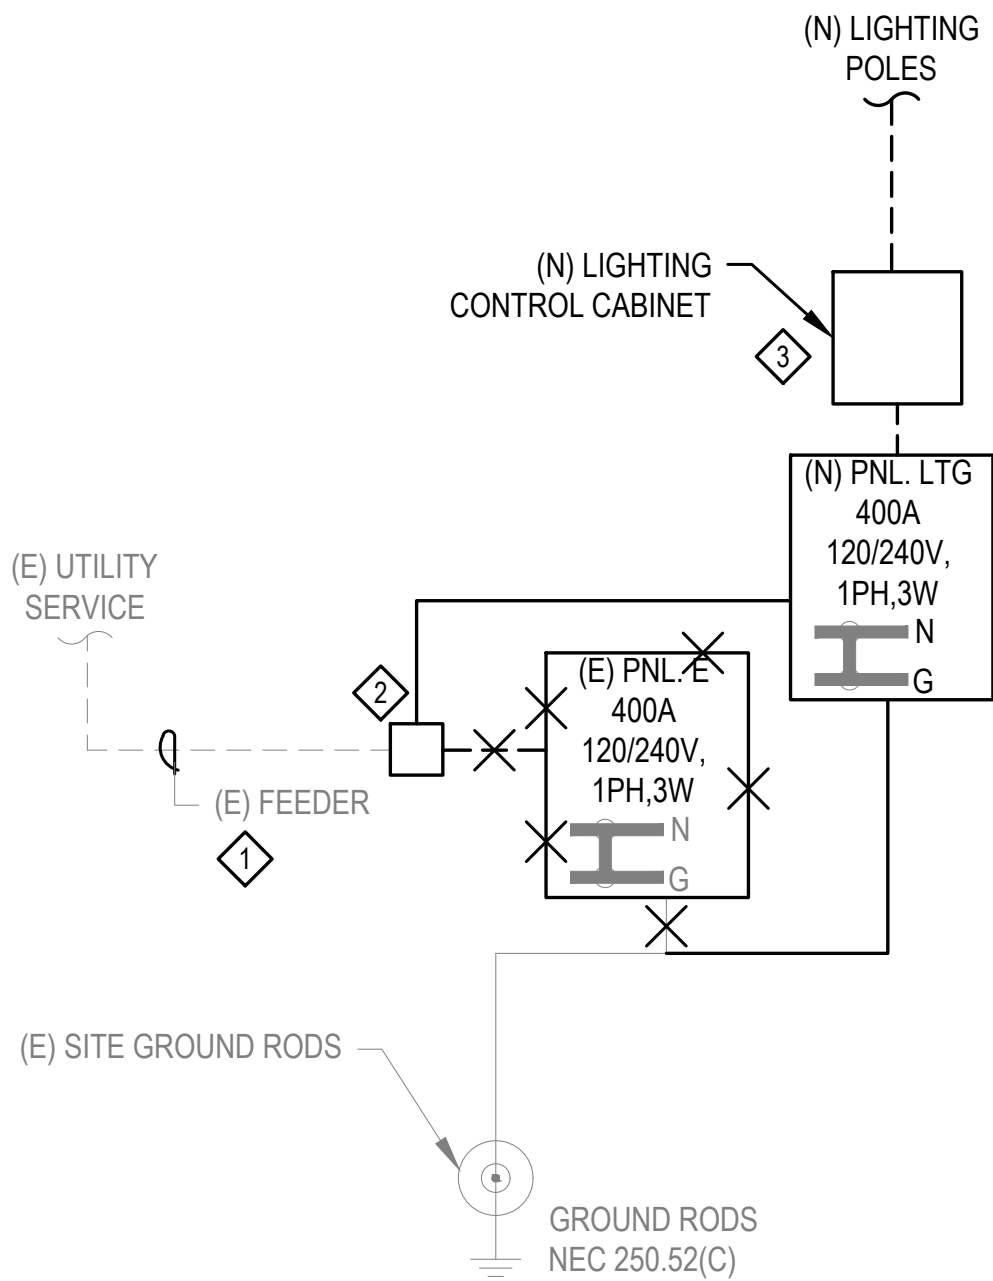 (N) LIGHTING
POLES
(N) LIGHTING
CONTROL CABINET
3
(N) PNL. LTG
400A
120/240V,
1PH,3W
N
G
(E) UTILITY
SERVICE
2
(E) PNL. E
400A
120/240V,
1PH,3W
N
G
(E) FEEDER
1
(E) SITE GROUND RODS
GROUND RODS
NEC 250.52(C)